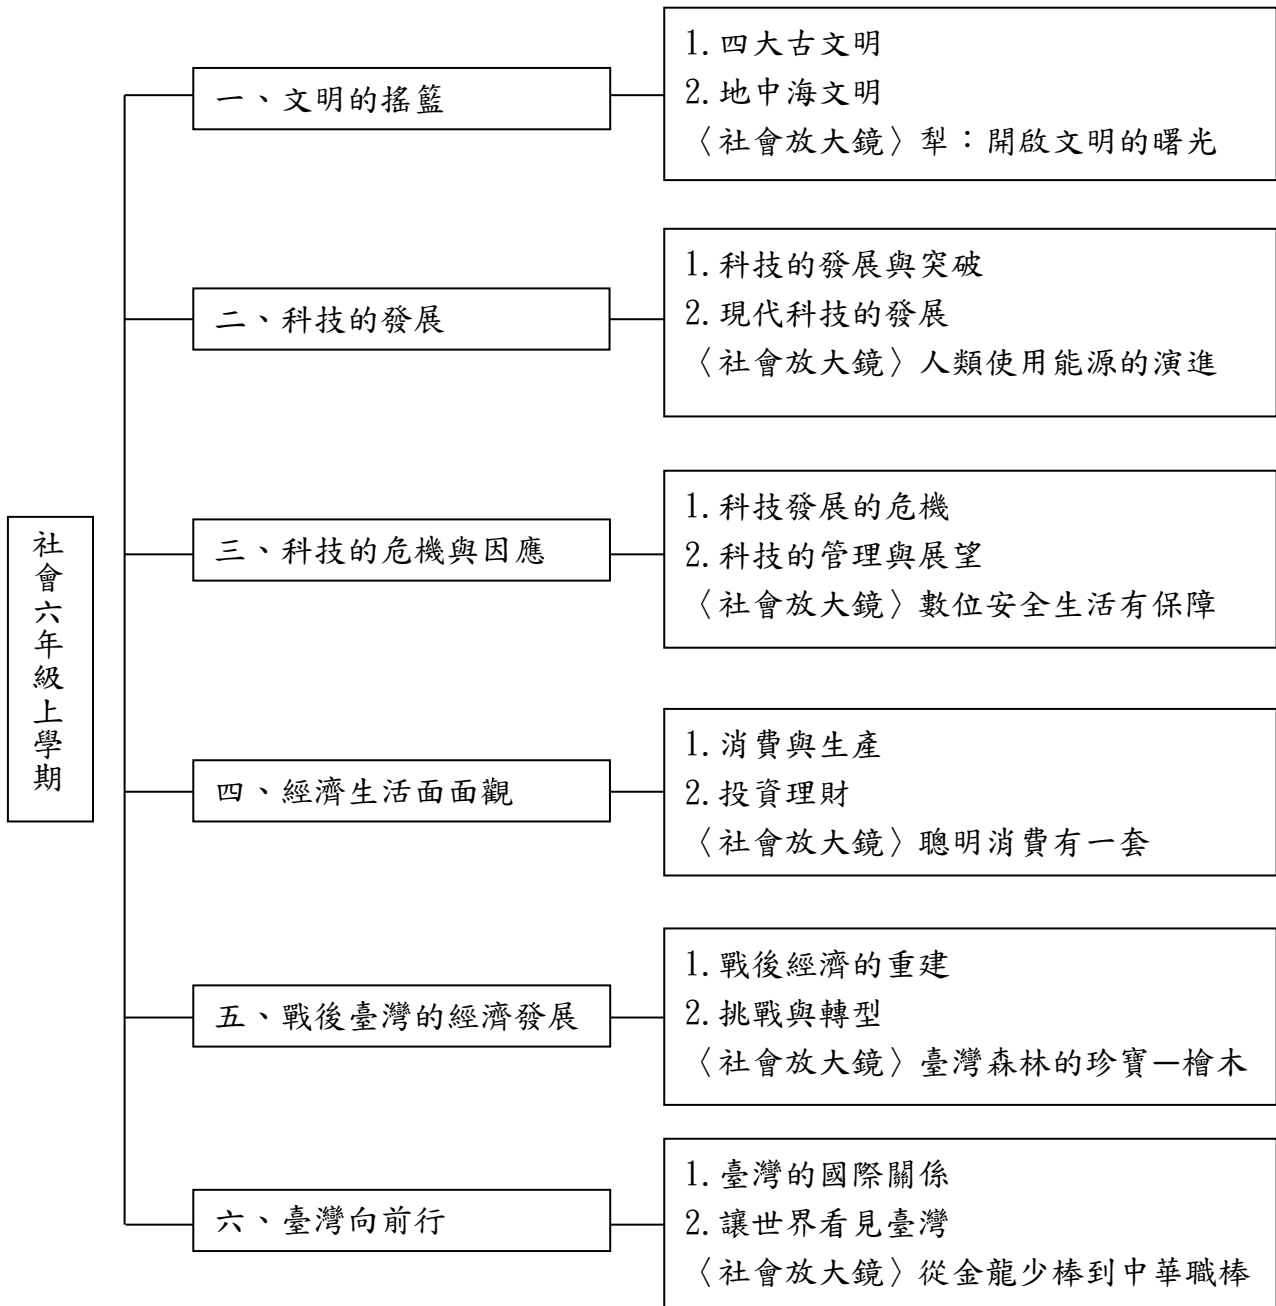 社會六年級上學期
一、文明的搖籃
1.四大古文明
2.地中海文明
〈社會放大鏡〉犁：開啟文明的曙光
二、科技的發展
1.科技的發展與突破
2.現代科技的發展
〈社會放大鏡〉人類使用能源的演進
三、科技的危機與因應
1.科技發展的危機
2.科技的管理與展望
〈社會放大鏡〉數位安全生活有保障
四、經濟生活面面觀
1.消費與生產
2.投資理財
〈社會放大鏡〉聰明消費有一套
五、戰後臺灣的經濟發展
1.戰後經濟的重建
2.挑戰與轉型
〈社會放大鏡〉臺灣森林的珍寶—檜木
六、臺灣向前行
1.臺灣的國際關係
2.讓世界看見臺灣
〈社會放大鏡〉從金龍少棒到中華職棒